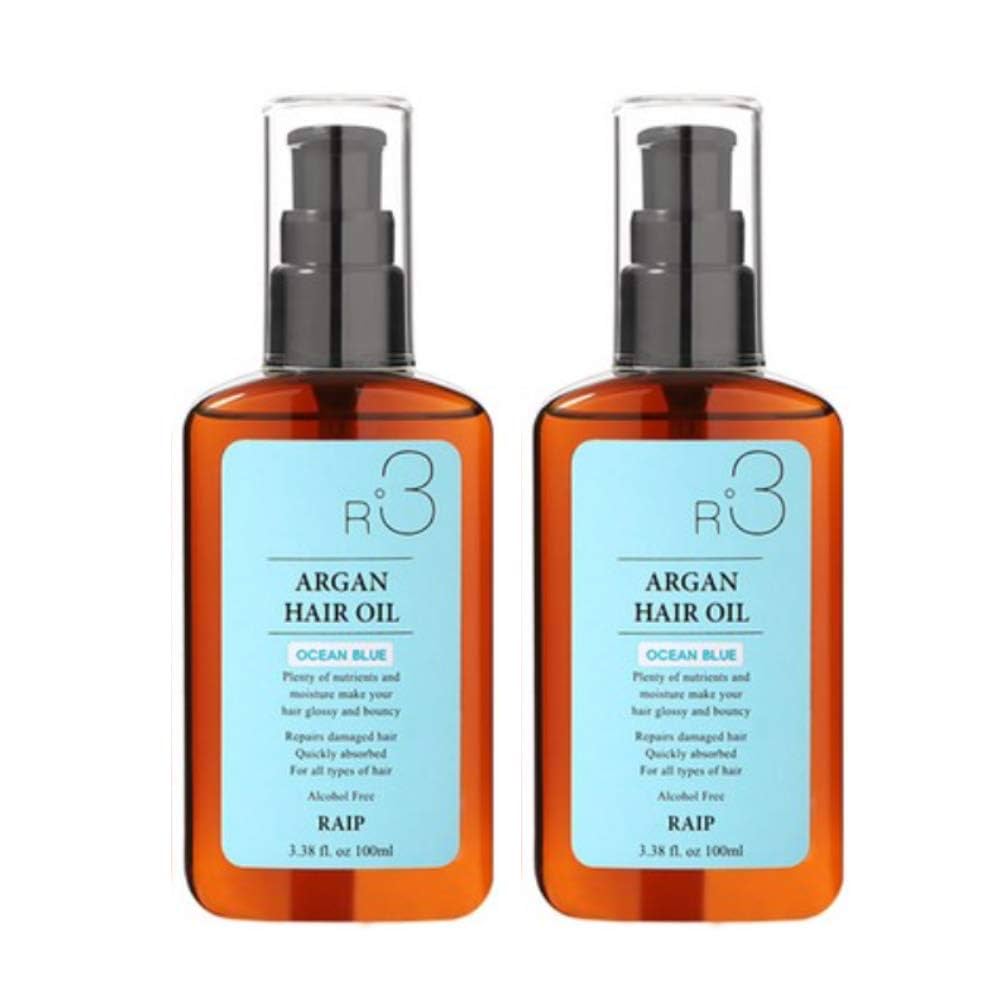 R3
ARGAN
HAIR OIL
OCEAN BLUE
Plenty of nutrients and
moisture make your
hair glossy and bouncy
Repairs damaged hair
Quickly absorbed
For all types of hair
Alcohol Free
RAIP
3.38 fl. oz 100ml
R3
ARGAN
HAIR OIL
OCEAN BLUE
Plenty of nutrients and
moisture make your
hair glossy and bouncy
Repairs damaged hair
Quickly absorbed
For all types of hair
Alcohol Free
RAIP
3.38 fl. oz 100ml